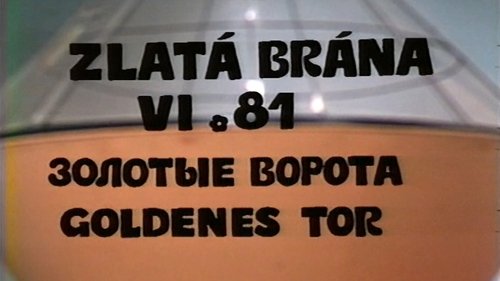 ZLATÁ BRÁNA
VI.81
ЗОЛОТЫЕ ВОРОТА
GOLDENES TOR